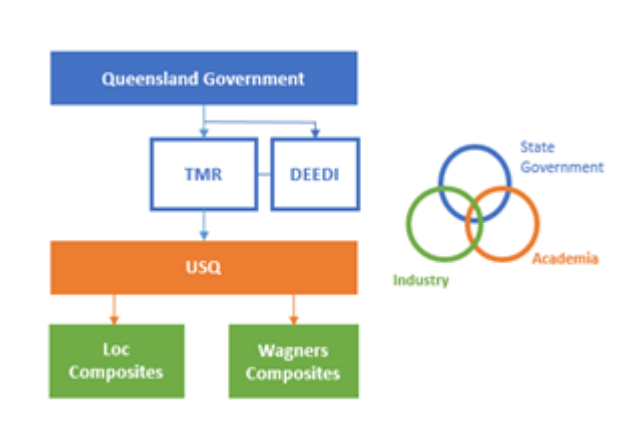 Queensland Government
TMR
DEEDI
USQ
Loc
Composites
Wagners
Composites
State
Government
Academia
Industry